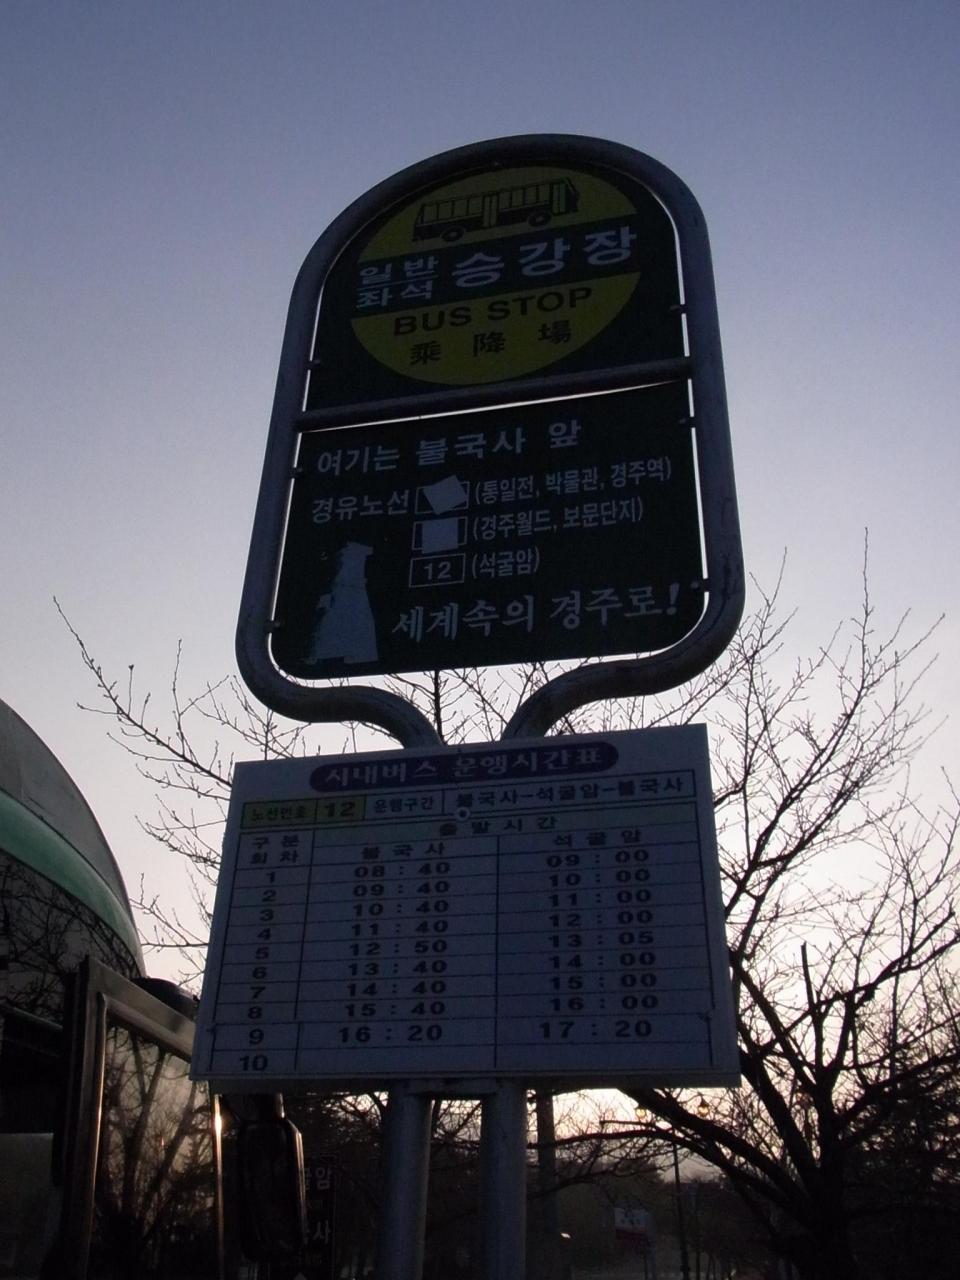 일반 좌석 승강장
BUS STOP
乘降場
여기는 불국사 앞
경유노선 (통일전, 박물관, 경주역)
(경주월드, 보문단지)
12 (석굴암)
세계속의 경주로!
시내버스 운행시간표
노선번호 12 운행구간 불국사-석굴암-불국사
구분 출발시간
회차 불국사 석굴암
1 08:40 09:00
2 09:40 10:00
3 10:40 11:00
4 11:40 12:00
5 12:50 13:05
6 13:40 14:00
7 14:40 15:00
8 15:40 16:00
9 16:20 17:20
10